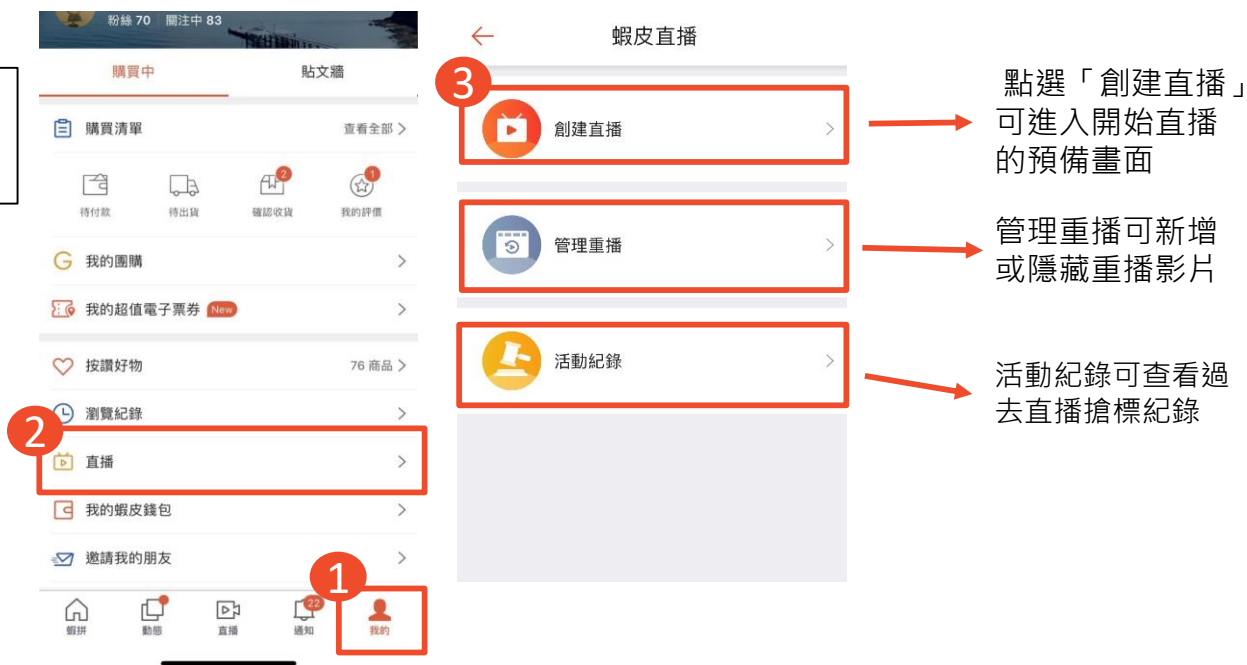 粉絲 70 關注中 83
購買中
貼文牆
購買清單
查看全部
待付款
待出貨
2
確認收貨
1
我的評價
我的團購
我的超值電子票券 New
按讚好物
76 商品
瀏覽紀錄
2
直播
我的蝦皮錢包
邀請我的朋友
1
蝦拼
動態
直播
22
通知
我的
蝦皮直播
3
創建直播
管理重播
活動紀錄
點選「創建直播」
可進入開始直播
的預備畫面
管理重播可新增
或隱藏重播影片
活動紀錄可查看過
去直播搶標紀錄